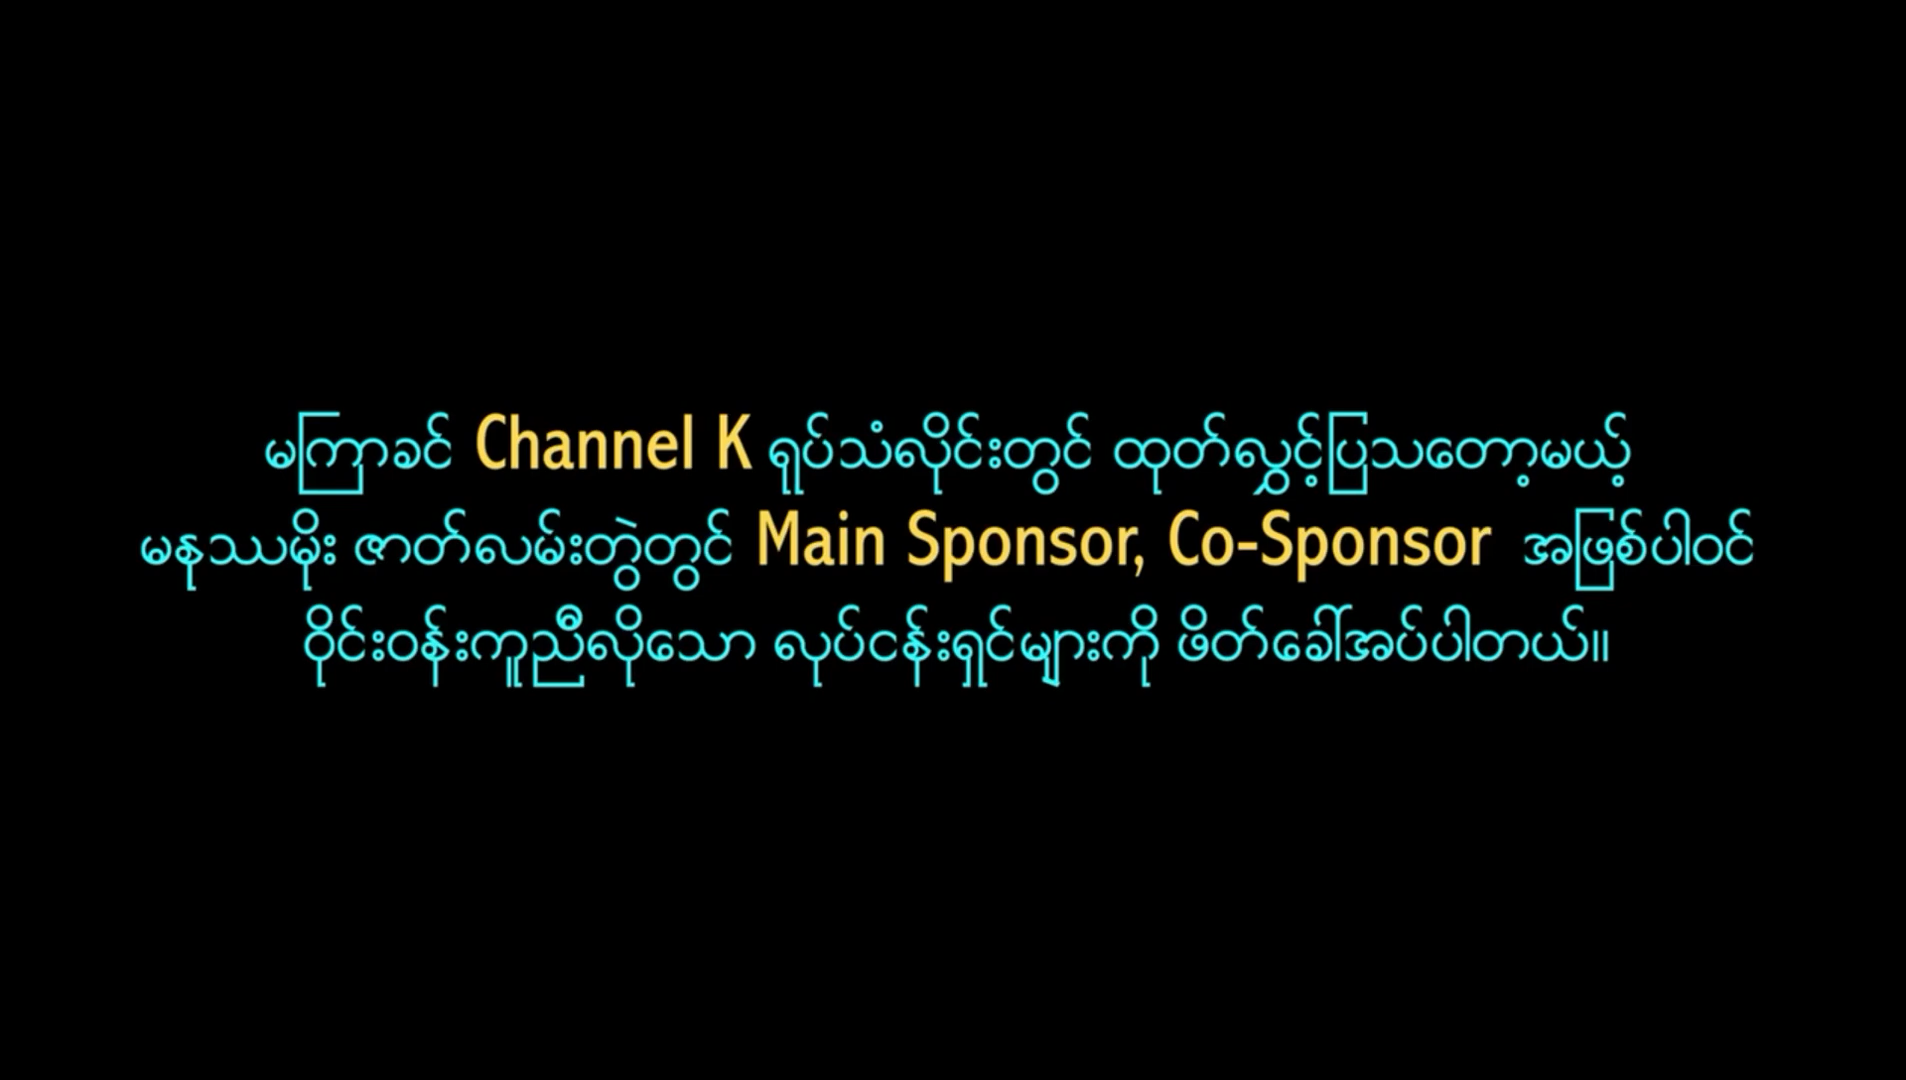 မကြာခင် Channel K ရုပ်သံလိုင်းတွင် ထုတ်လွှင့်ပြသတော့မယ့်
မနုဿမိုး ဇာတ်လမ်းတွဲတွင် Main Sponsor, Co-Sponsor အဖြစ်ပါဝင်
ဝိုင်းဝန်းကူညီလိုသော လုပ်ငန်းရှင်များကို ဖိတ်ခေါ်အပ်ပါတယ်။